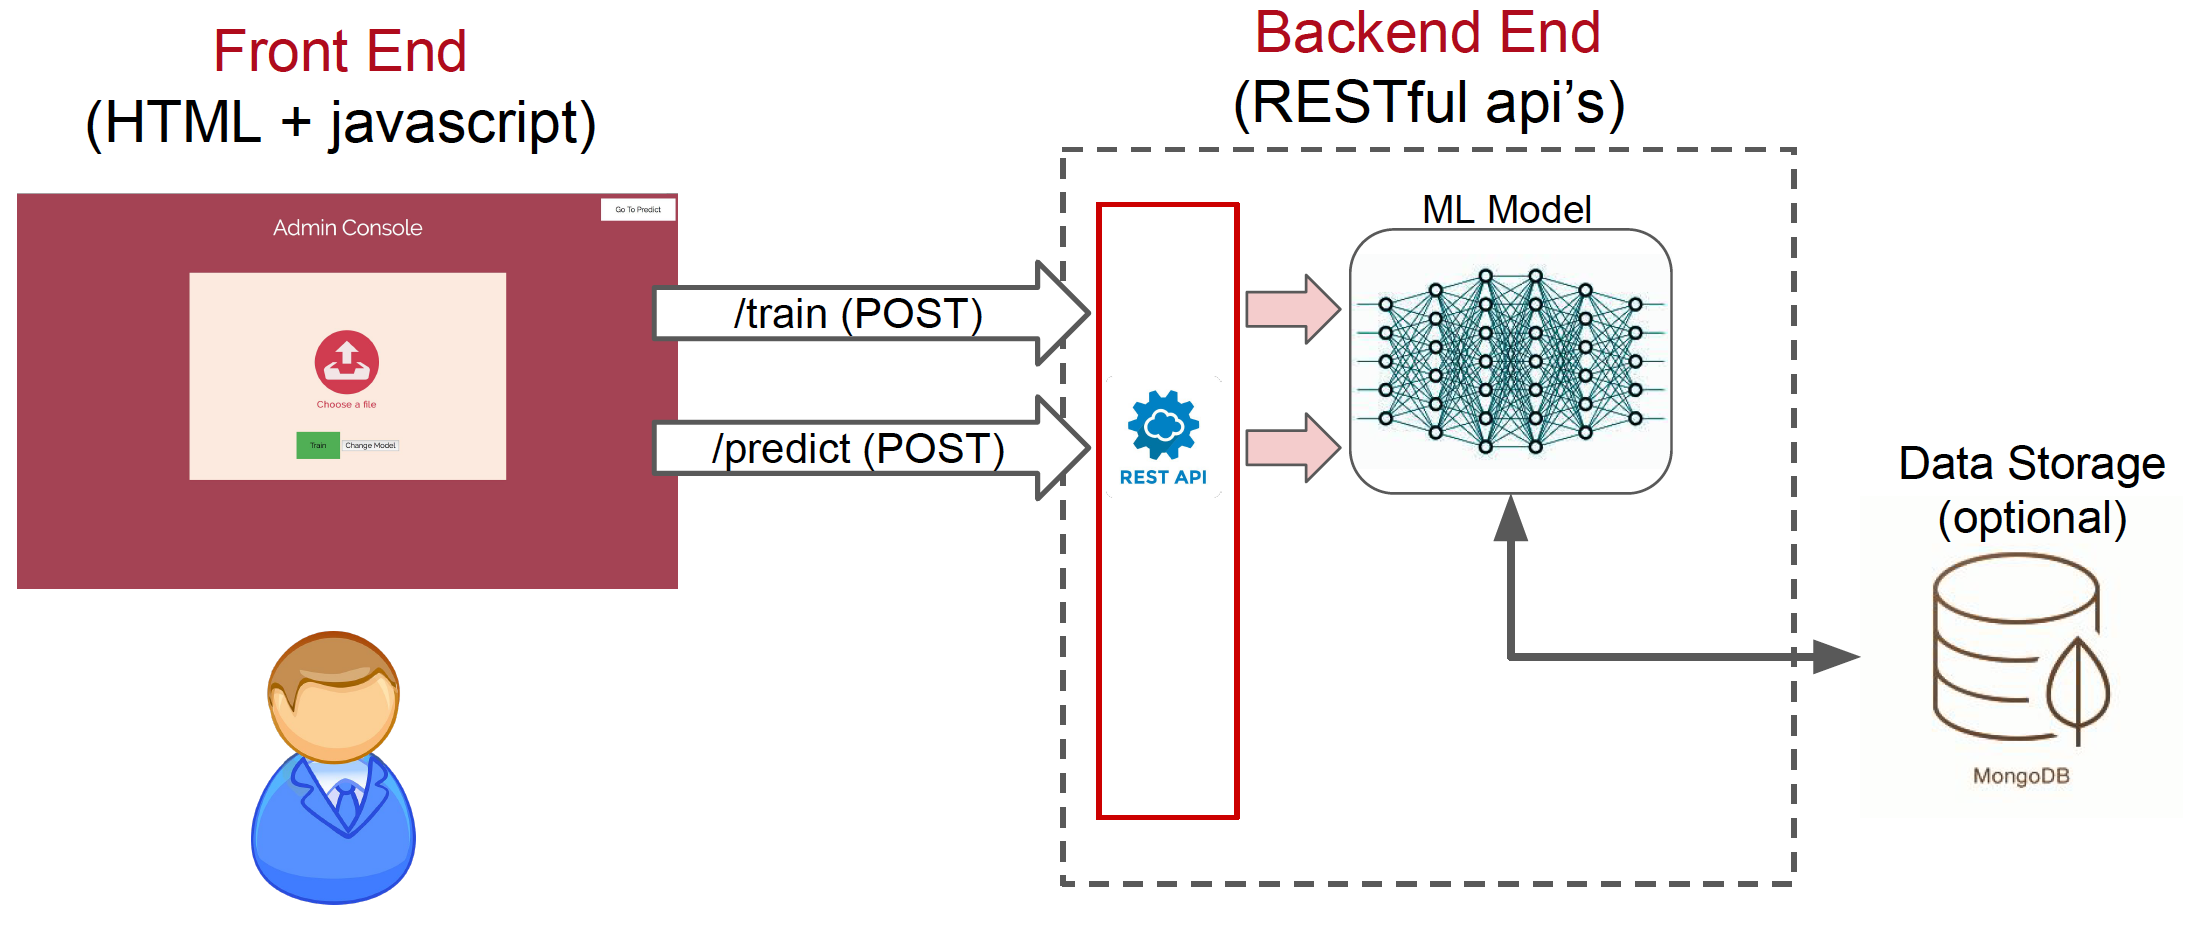 Front End
(HTML + javascript)
Go To Predict
Admin Console
Choose a file
Train
Change Model
/train (POST)
/predict (POST)
Backend End
(RESTful api’s)
REST API
ML Model
Data Storage
(optional)
MongoDB